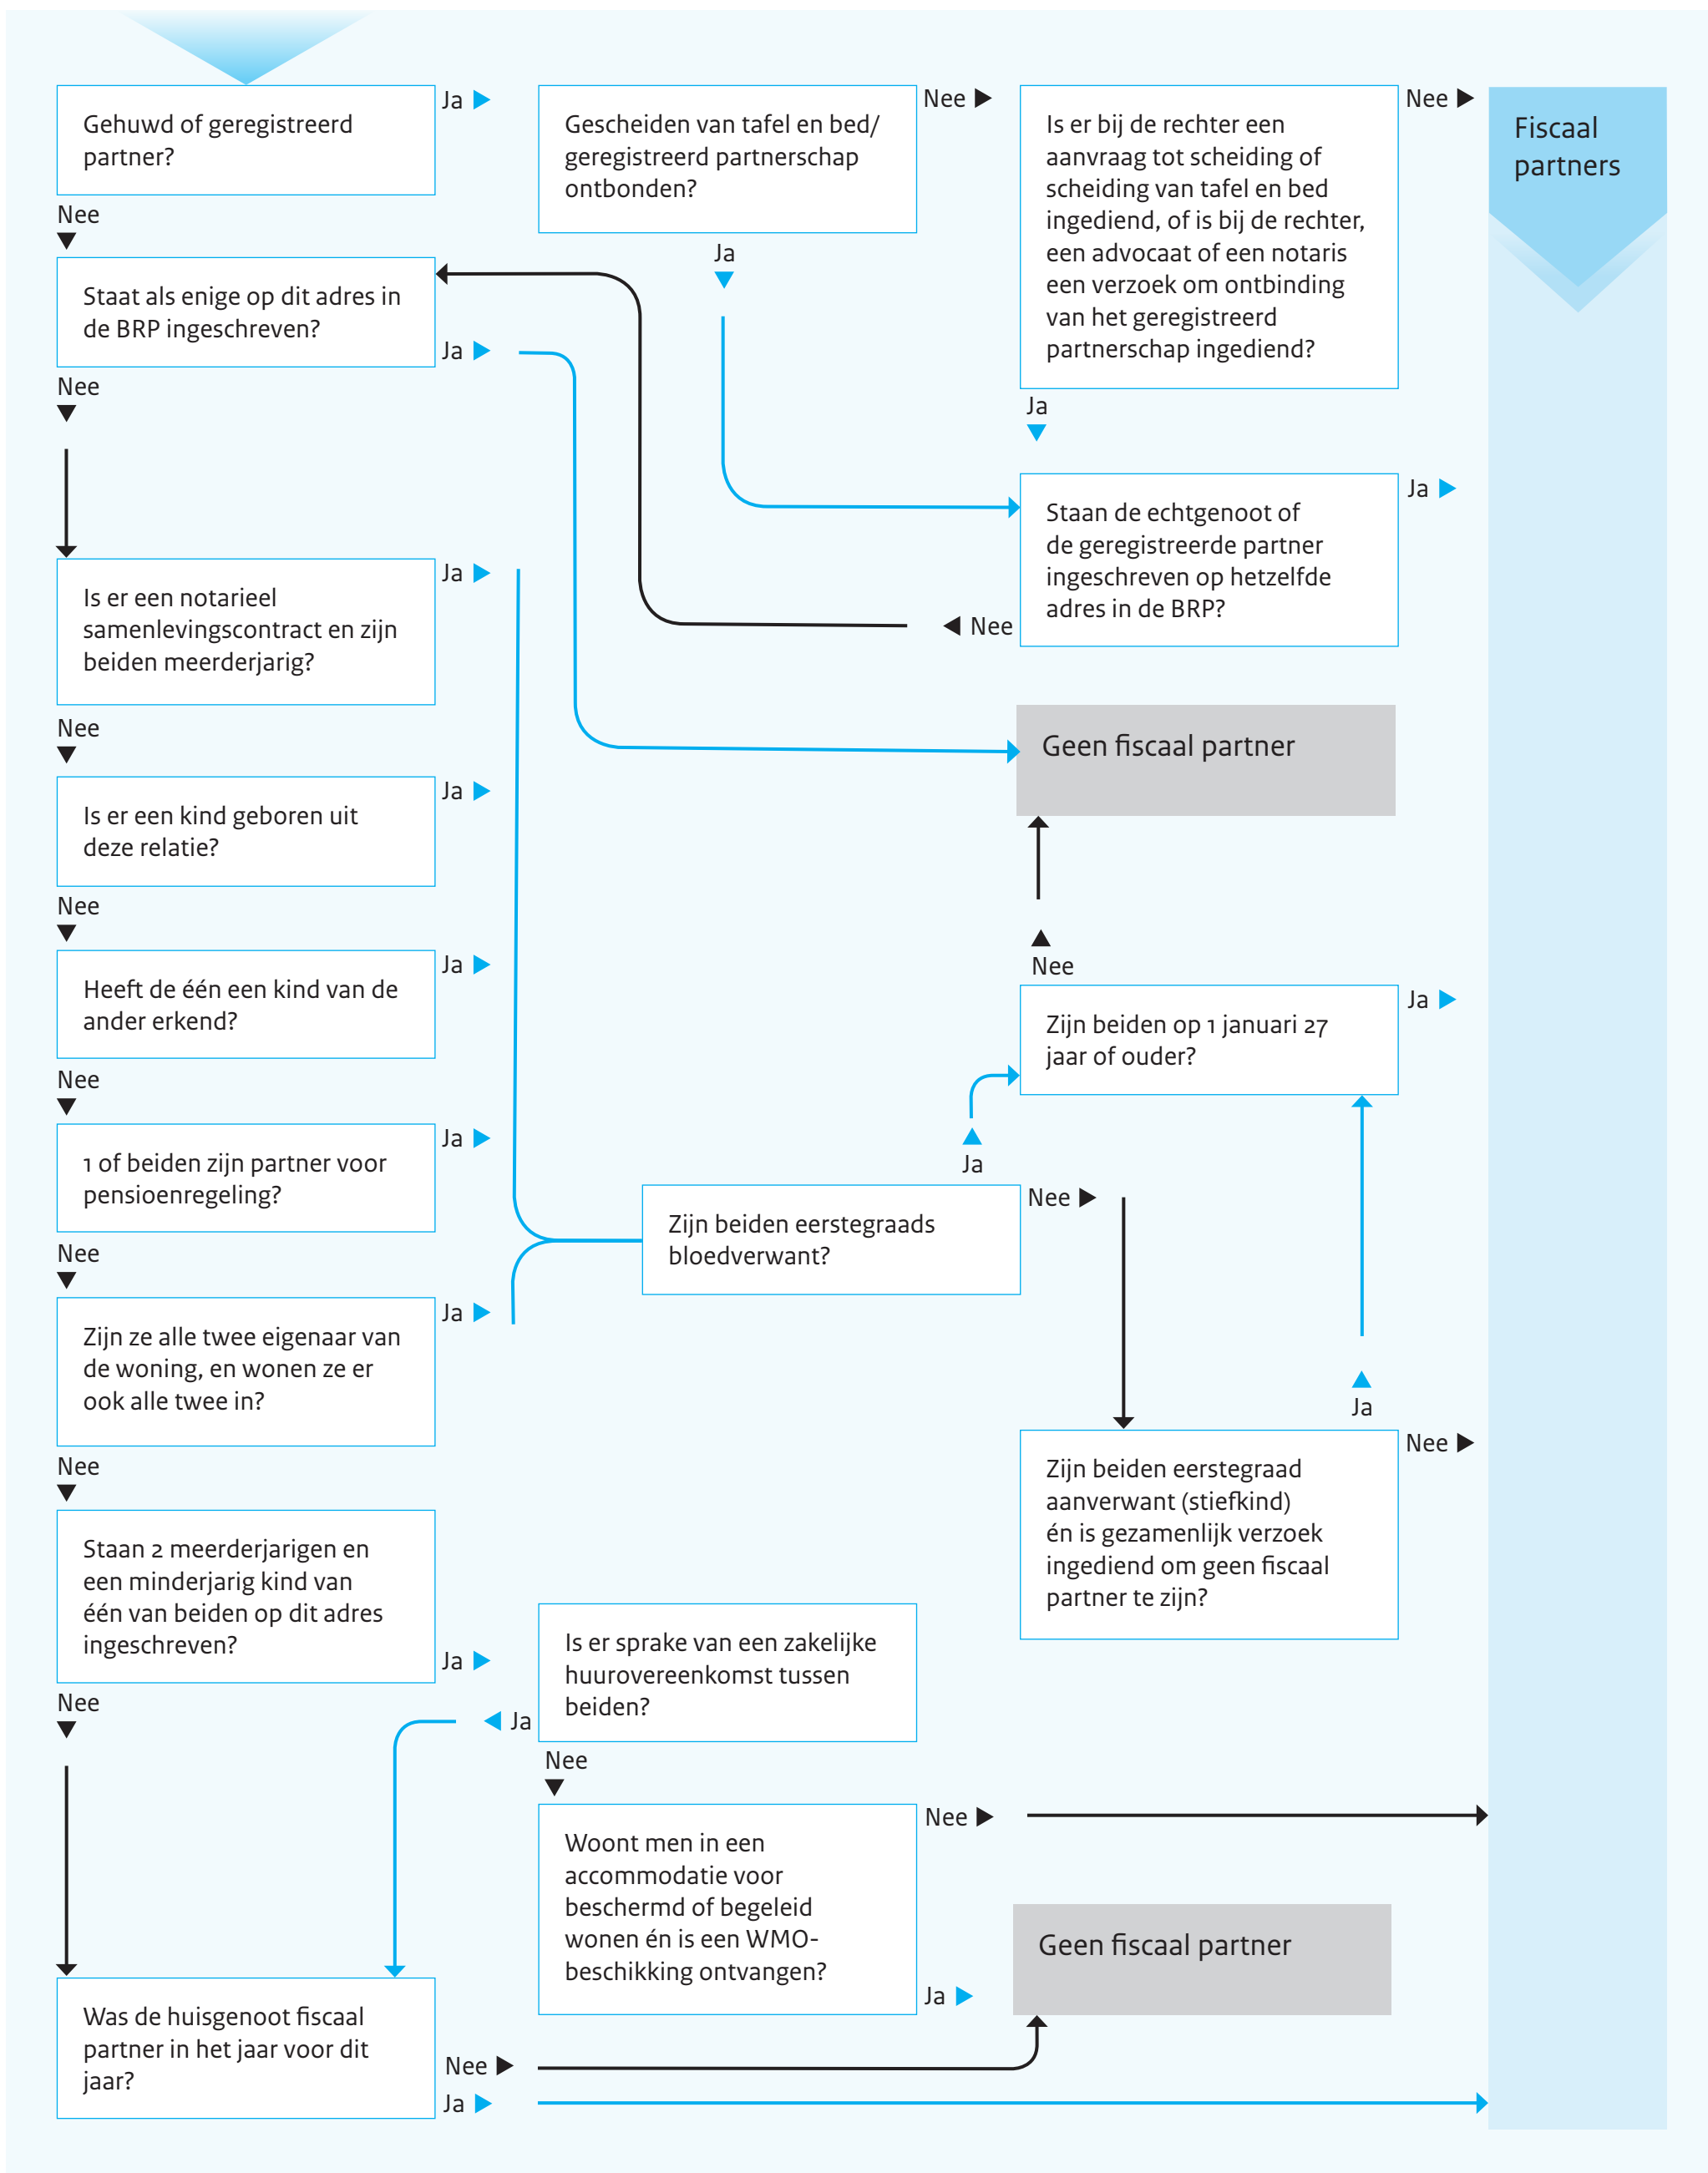 Gehuwd of geregistreerd
partner?
Ja
Nee
Gescheiden van tafel en bed/
geregistreerd partnerschap
ontbonden?
Nee
Ja
Is er bij de rechter een
aanvraag tot scheiding of
scheiding van tafel en bed
ingediend, of is bij de rechter,
een advocaat of een notaris
een verzoek om ontbinding
van het geregistreerd
partnerschap ingediend?
Nee
Ja
Fiscaal
partners
Staat als enige op dit adres in
de BRP ingeschreven?
Ja
Nee
Staan de echtgenoot of
de geregistreerde partner
ingeschreven op hetzelfde
adres in de BRP?
Ja
Nee
Is er een notarieel
samenlevingscontract en zijn
beiden meerderjarig?
Ja
Nee
Geen fiscaal partner
Is er een kind geboren uit
deze relatie?
Ja
Nee
Heeft de één een kind van de
ander erkend?
Ja
Nee
Nee
Zijn beiden op 1 januari 27
jaar of ouder?
Ja
1 of beiden zijn partner voor
pensioenregeling?
Ja
Nee
Ja
Zijn beiden eerstegraads
bloedverwant?
Nee
Zijn ze alle twee eigenaar van
de woning, en wonen ze er
ook alle twee in?
Ja
Nee
Ja
Zijn beiden eerstegraad
aanverwant (stiefkind)
én is gezamenlijk verzoek
ingediend om geen fiscaal
partner te zijn?
Nee
Staan 2 meerderjarigen en
een minderjarig kind van
één van beiden op dit adres
ingeschreven?
Ja
Nee
Is er sprake van een zakelijke
huurovereenkomst tussen
beiden?
Ja
Nee
Woont men in een
accommodatie voor
beschermd of begeleid
wonen én is een WMO-
beschikking ontvangen?
Nee
Ja
Geen fiscaal partner
Was de huisgenoot fiscaal
partner in het jaar voor dit
jaar?
Nee
Ja